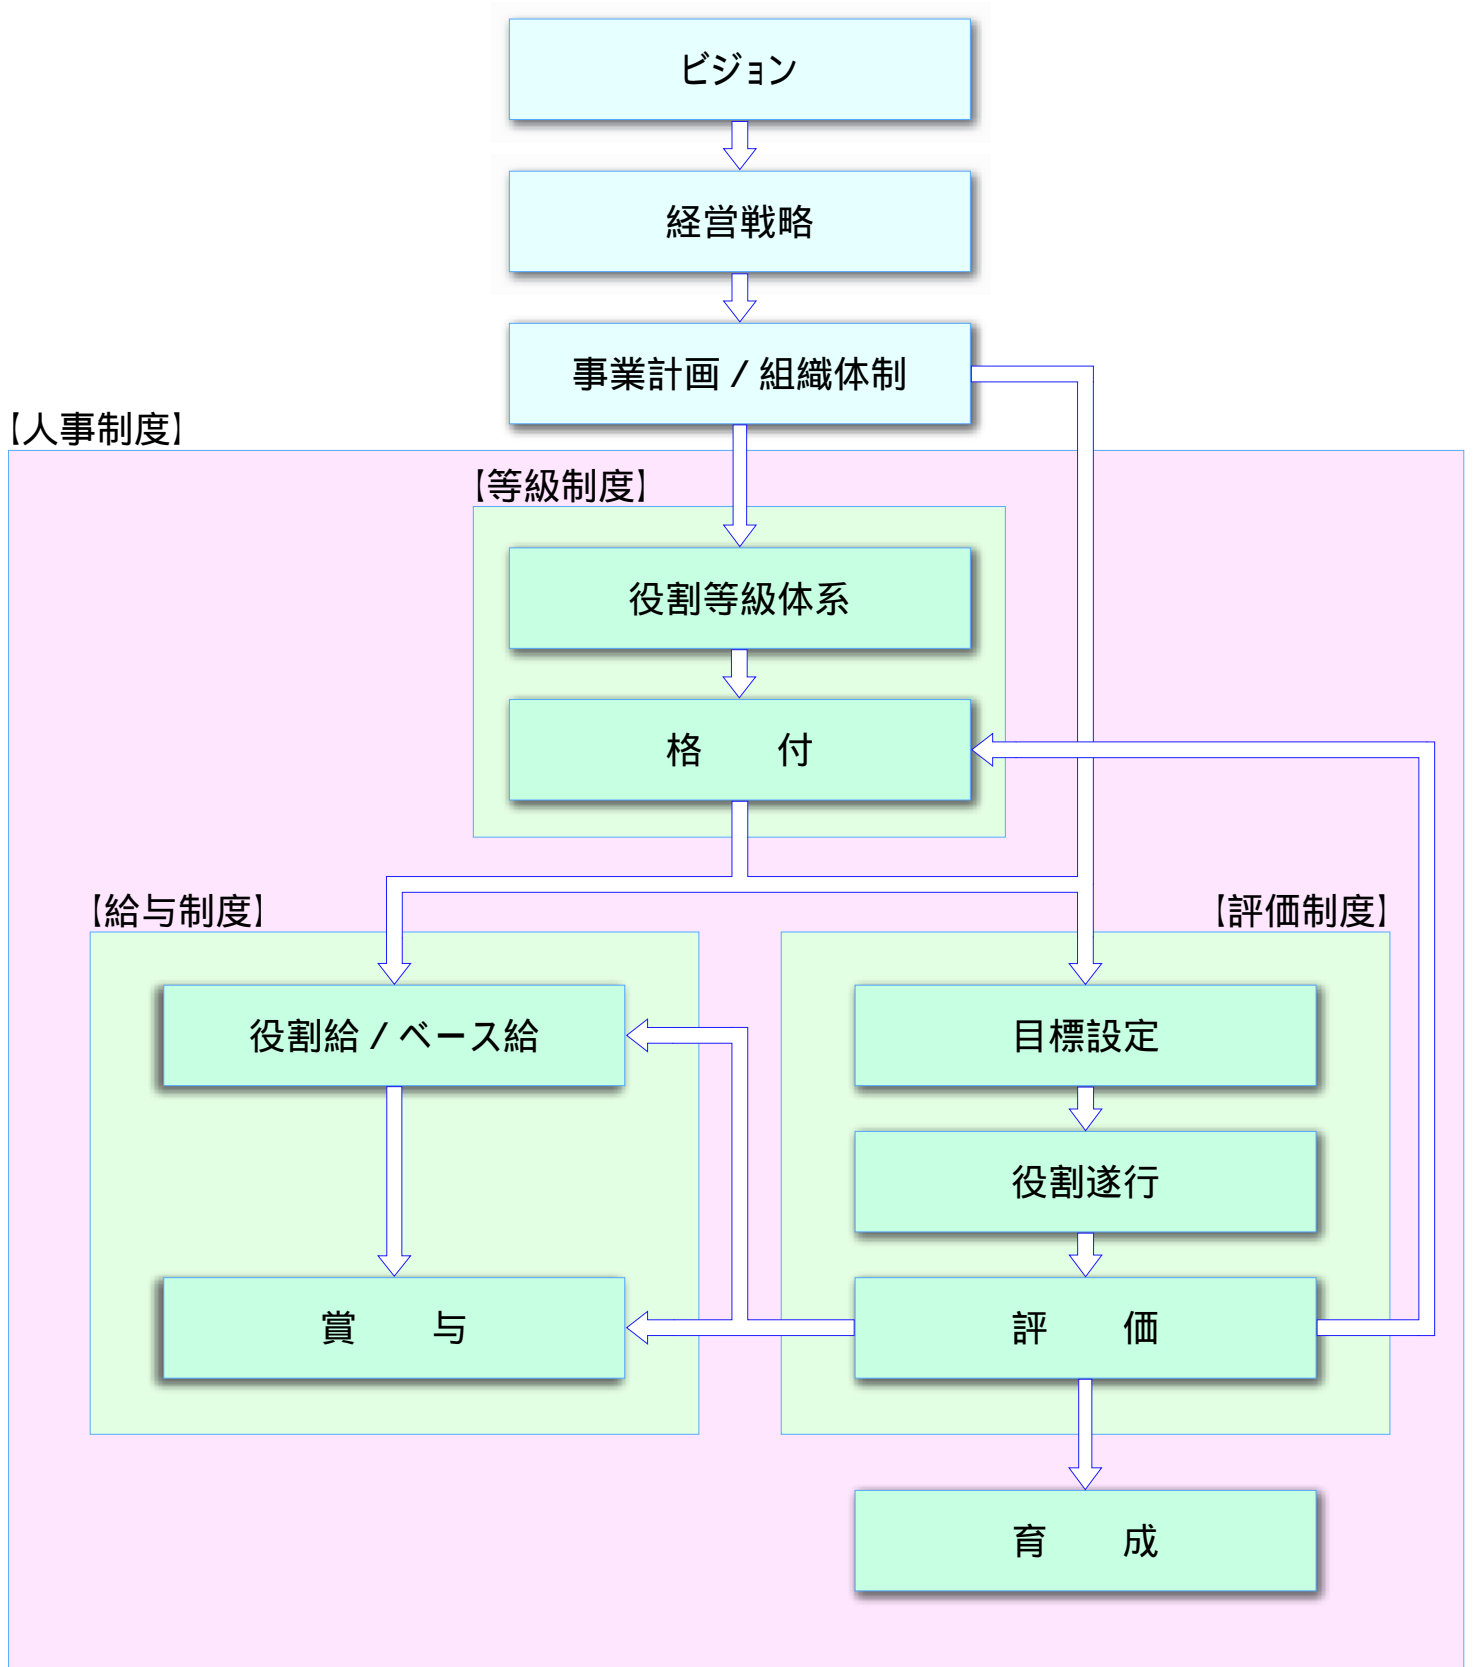 ビジョン
経営戦略
事業計画 / 組織体制
【人事制度】
【等級制度】
役割等級体系
格　　付
【給与制度】
【評価制度】
役割給 / ベース給
目標設定
役割遂行
賞　　与
評　　価
育　　成